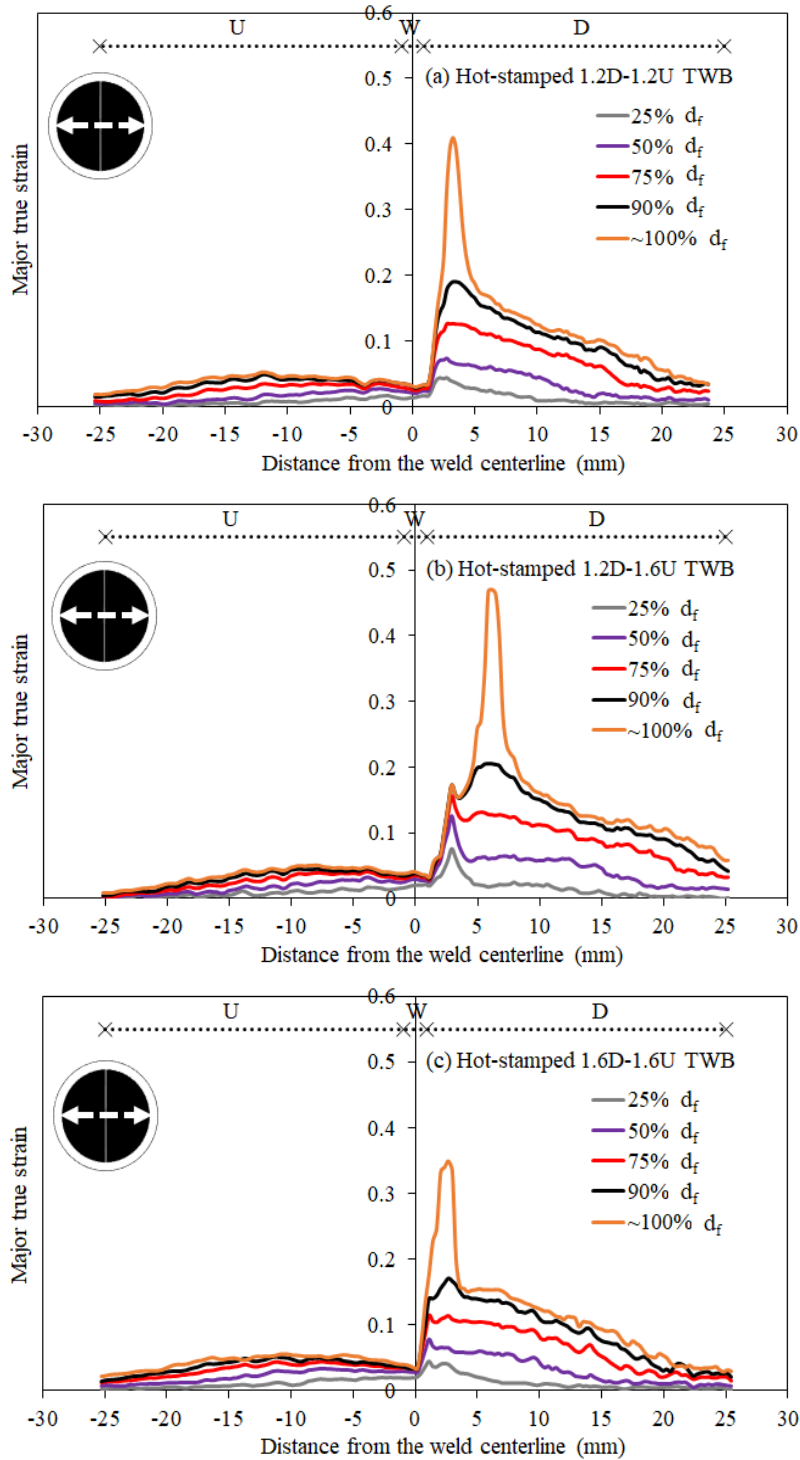 0.6
U W D
0.5
(a) Hot-stamped 1.2D-1.2U TWB
25% df
0.4
50% df
75% df
0.3
90% df
~100% df
0.2
0.1
0
-30 -25 -20 -15 -10 -5 0 5 10 15 20 25 30
Major true strain
Distance from the weld centerline (mm)
0.6
U W D
0.5
(b) Hot-stamped 1.2D-1.6U TWB
25% df
0.4
50% df
75% df
0.3
90% df
~100% df
0.2
0.1
0
-30 -25 -20 -15 -10 -5 0 5 10 15 20 25 30
Major true strain
Distance from the weld centerline (mm)
0.6
U W D
0.5
(c) Hot-stamped 1.6D-1.6U TWB
25% df
0.4
50% df
75% df
0.3
90% df
~100% df
0.2
0.1
0
-30 -25 -20 -15 -10 -5 0 5 10 15 20 25 30
Major true strain
Distance from the weld centerline (mm)